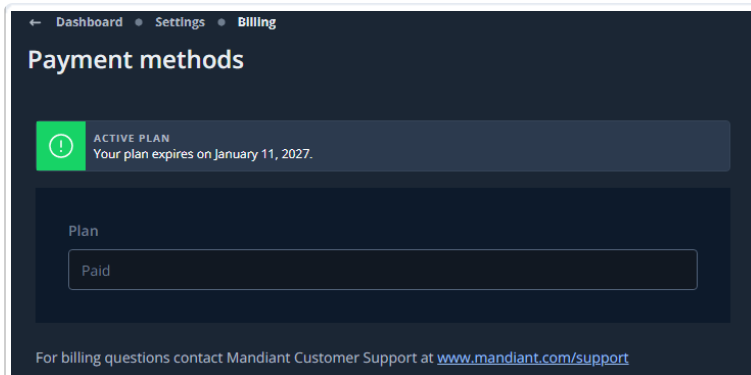 ← Dashboard • Settings • Billing
Payment methods
ACTIVE PLAN
Your plan expires on January 11, 2027.
Plan
Paid
For billing questions contact Mandiant Customer Support at www.mandiant.com/support